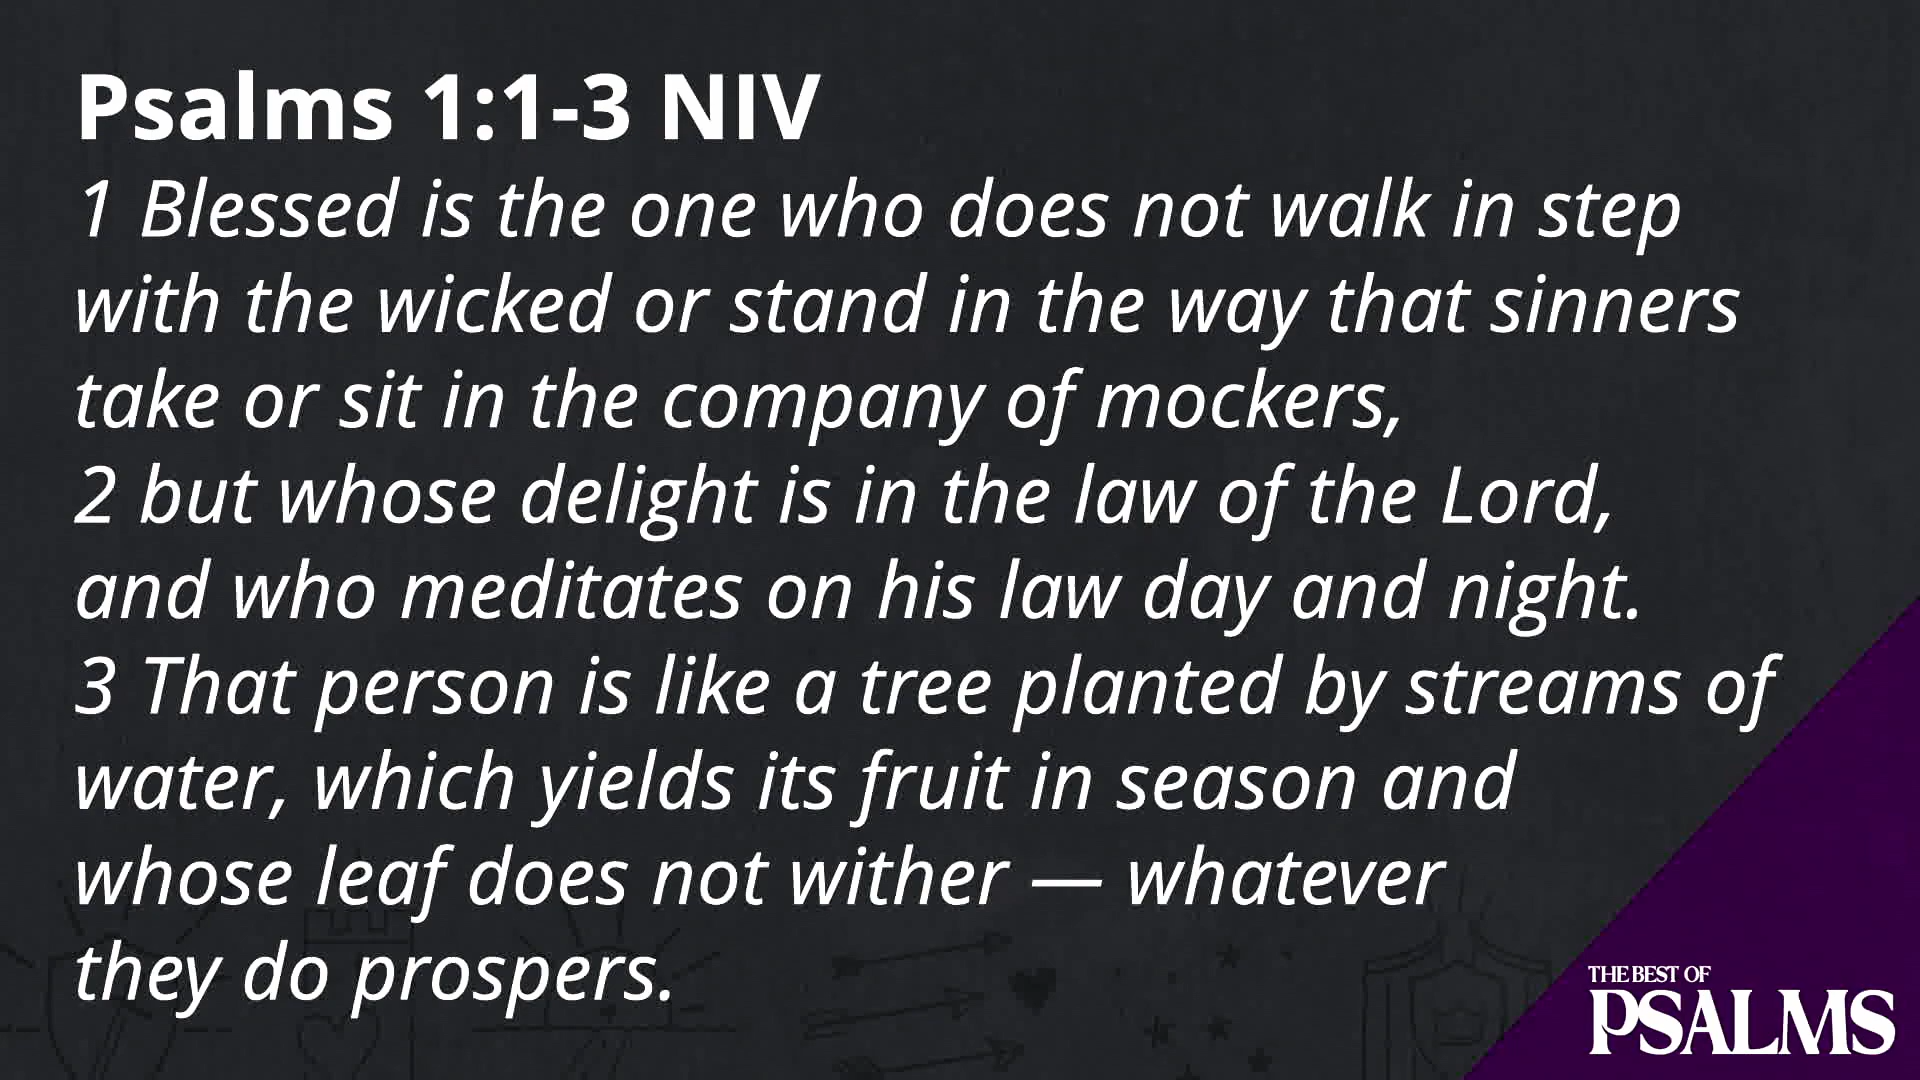 Psalms 1:1-3 NIV
1 Blessed is the one who does not walk in step
with the wicked or stand in the way that sinners
take or sit in the company of mockers,
2 but whose delight is in the law of the Lord,
and who meditates on his law day and night.
3 That person is like a tree planted by streams of
water, which yields its fruit in season and
whose leaf does not wither — whatever
they do prospers.
THE BEST OF
PSALMS